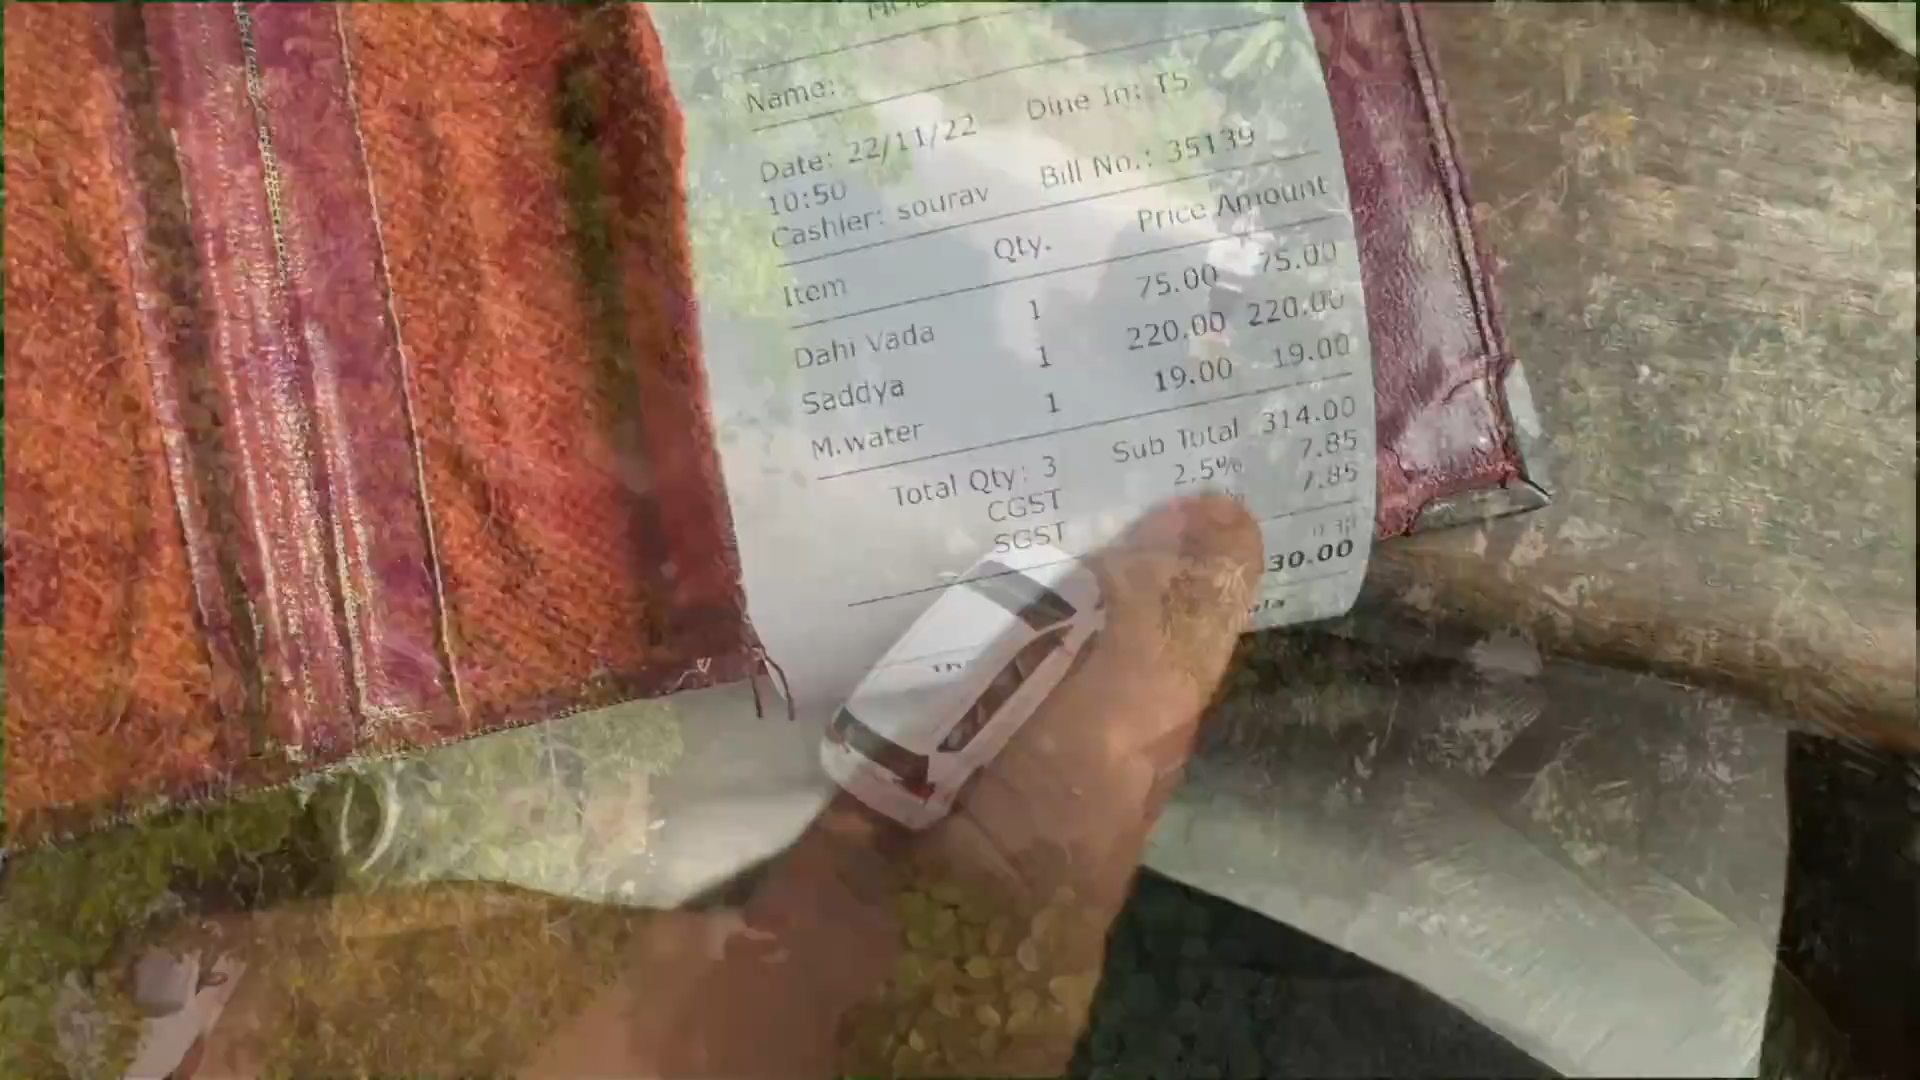 Name:
Date: 22/11/22 Dine In: T5
10:50
Cashier: sourav Bill No.: 35139
Item Qty. Price Amount
Dahi Vada 1 75.00 75.00
Saddya 1 220.00 220.00
M.water 1 19.00 19.00
Total Qty: 3 Sub Total 314.00
CGST 2.5% 7.85
SGST 7.85
30.00